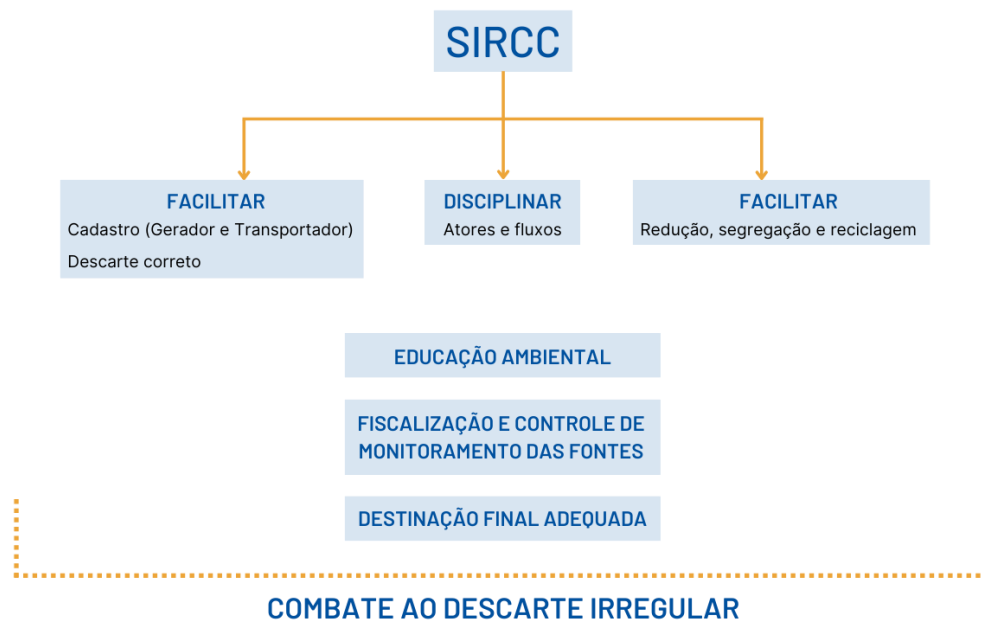 SIRCC
FACILITAR
Cadastro (Gerador e Transportador)
Descarte correto
DISCIPLINAR
Atores e fluxos
FACILITAR
Redução, segregação e reciclagem
EDUCAÇÃO AMBIENTAL
FISCALIZAÇÃO E CONTROLE DE
MONITORAMENTO DAS FONTES
DESTINAÇÃO FINAL ADEQUADA
COMBATE AO DESCARTE IRREGULAR